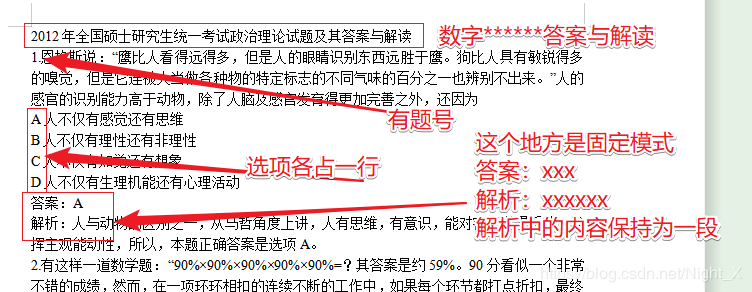 2012年全国硕士研究生统一考试政治理论试题及其答案与解读
数字******答案与解读
1.恩格斯说：“鹰比人看得远得多，但是人的眼睛识别东西远胜于鹰。狗比人具有敏锐得多
的嗅觉，但是它连被人当做各种物的特定标志的不同气味的百分之一也辨别不出来。”人的
感官的识别能力高于动物，除了人脑及感官发育得更加完善之外，还因为
有题号
A人不仅有感觉还有思维
B人不仅有理性还有非理性
C人不仅有知觉还有想象
D人不仅有生理机能还有心理活动
选项各占一行
这个地方是固定模式
答案：xxx
解析：xxxxxx
解析中的内容保持为一段
答案：A
解析：人与动物的区别之一，从马哲角度上讲，人有思维，有意识，能对
挥主观能动性，所以，本题正确答案是选项A。
2.有这样一道数学题：“90%×90%×90%×90%×90%=？其答案是约59%。90分看似一个非常
不错的成绩，然而，在一项环环相扣的连续不断的工作中，如果每个环节都打点折扣，最终
https://blog.csdn.net/Night_X